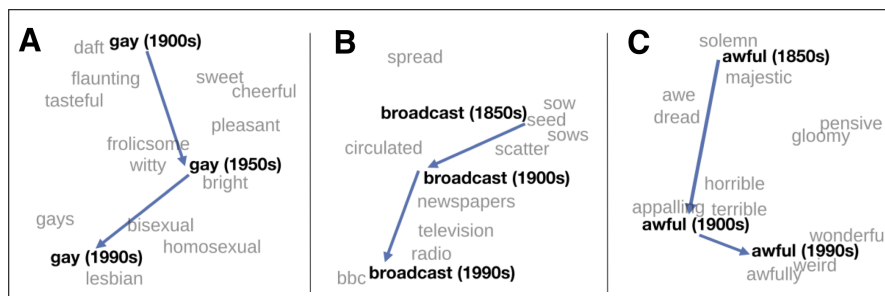 A
daft gay (1900s)
flaunting
sweet
tasteful
cheerful
pleasant
frolicsome
witty
gay (1950s)
bright
gays
bisexual
homosexual
gay (1990s)
lesbian
B
spread
broadcast (1850s)
sow
seed
sows
circulated
scatter
broadcast (1900s)
newspapers
television
radio
bbc broadcast (1990s)
C
solemn
awful (1850s)
majestic
awe
dread
pensive
gloomy
horrible
appalling terrible
awful (1900s)
wonderfu
awful (1990s)
weird
awfully